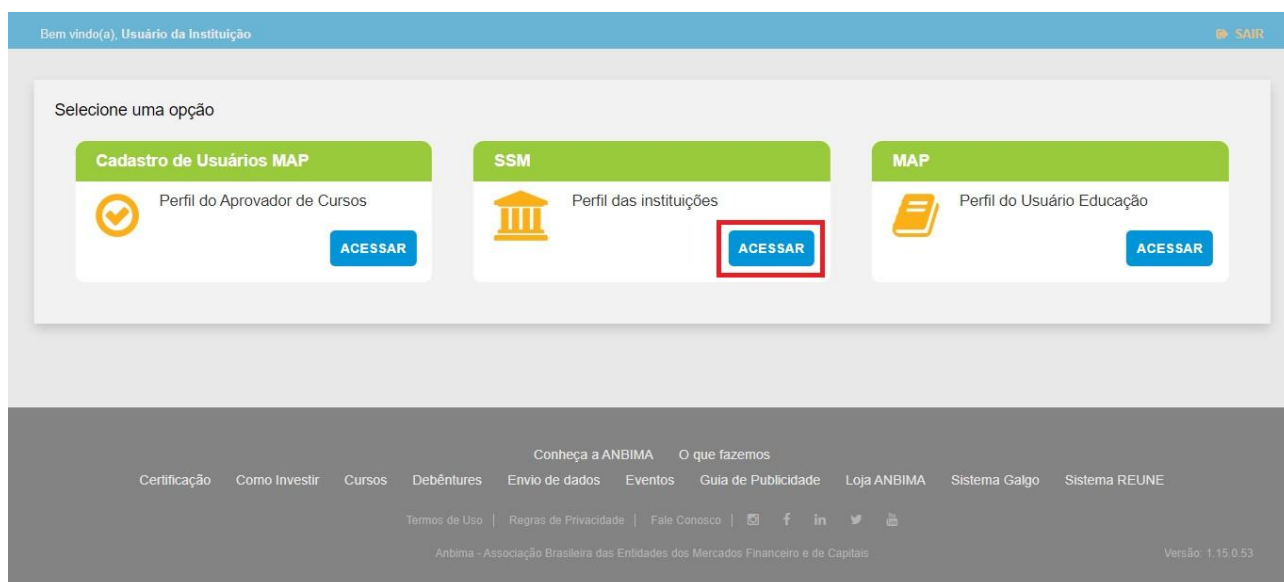 Bem vindo(a), Usuário da Instituição
SAIR
Selecione uma opção
Cadastro de Usuários MAP
Perfil do Aprovador de Cursos
ACESSAR
SSM
Perfil das instituições
ACESSAR
MAP
Perfil do Usuário Educação
ACESSAR
Conheça a ANBIMA O que fazemos
Certificação Como Investir Cursos Debêntures Envio de dados Eventos Guia de Publicidade Loja ANBIMA Sistema Galgo Sistema REUNE
Termos de Uso | Regras de Privacidade | Fale Conosco |
Anbima - Associação Brasileira das Entidades dos Mercados Financeiro e de Capitais
Versão: 1.15.0.53